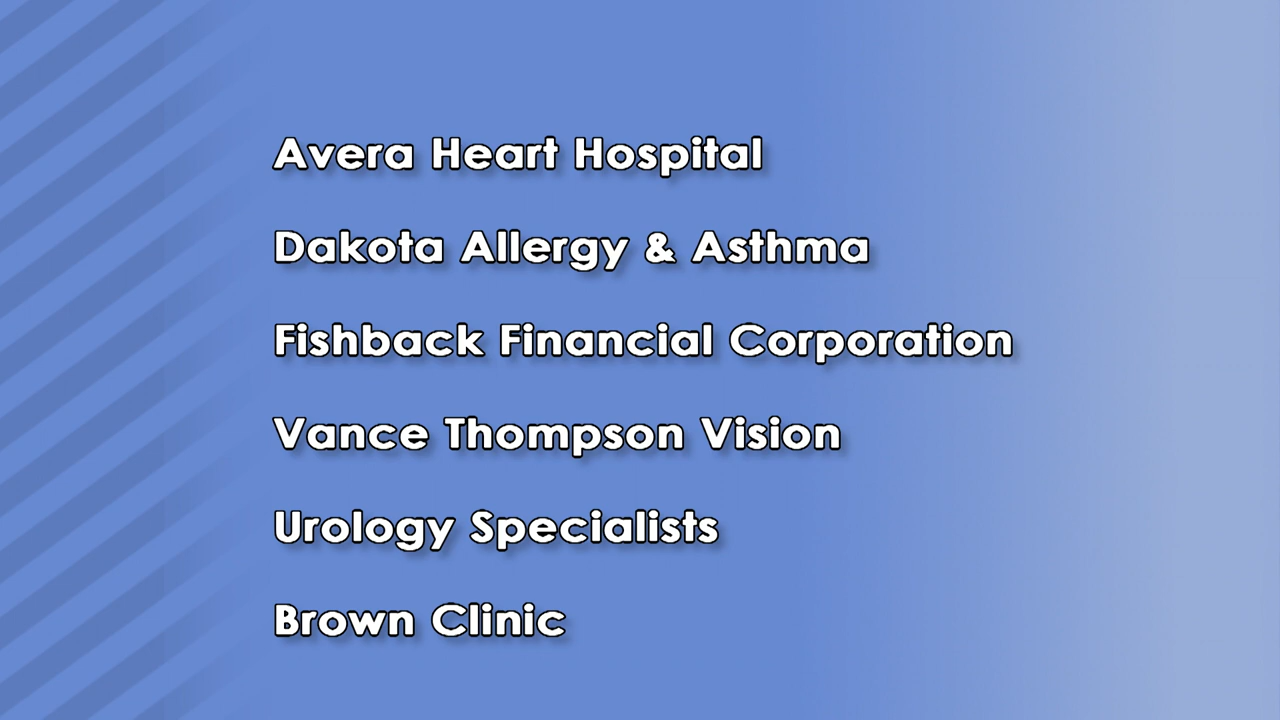 Avera Heart Hospital
Dakota Allergy & Asthma
Fishback Financial Corporation
Vance Thompson Vision
Urology Specialists
Brown Clinic